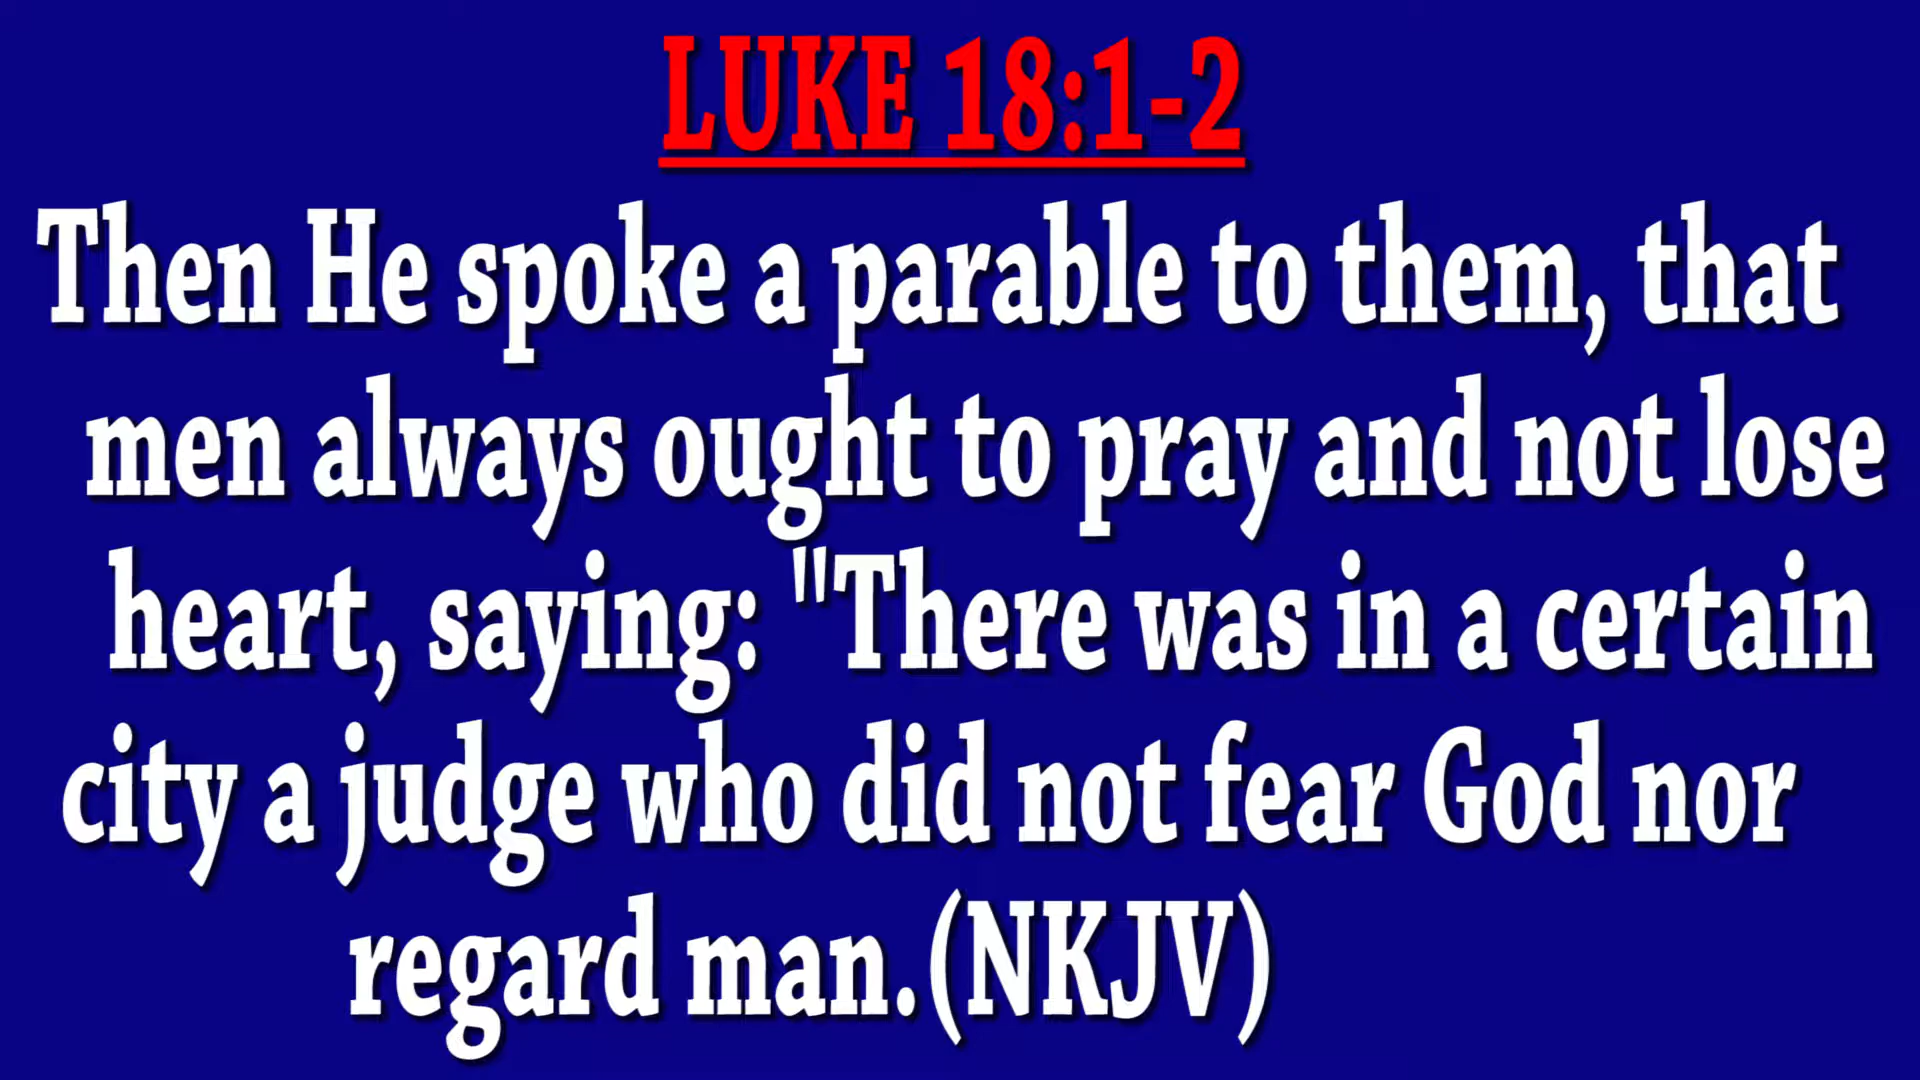 LUKE 18:1-2
Then He spoke a parable to them, that
men always ought to pray and not lose
heart, saying: "There was in a certain
city a judge who did not fear God nor
regard man.(NKJV)